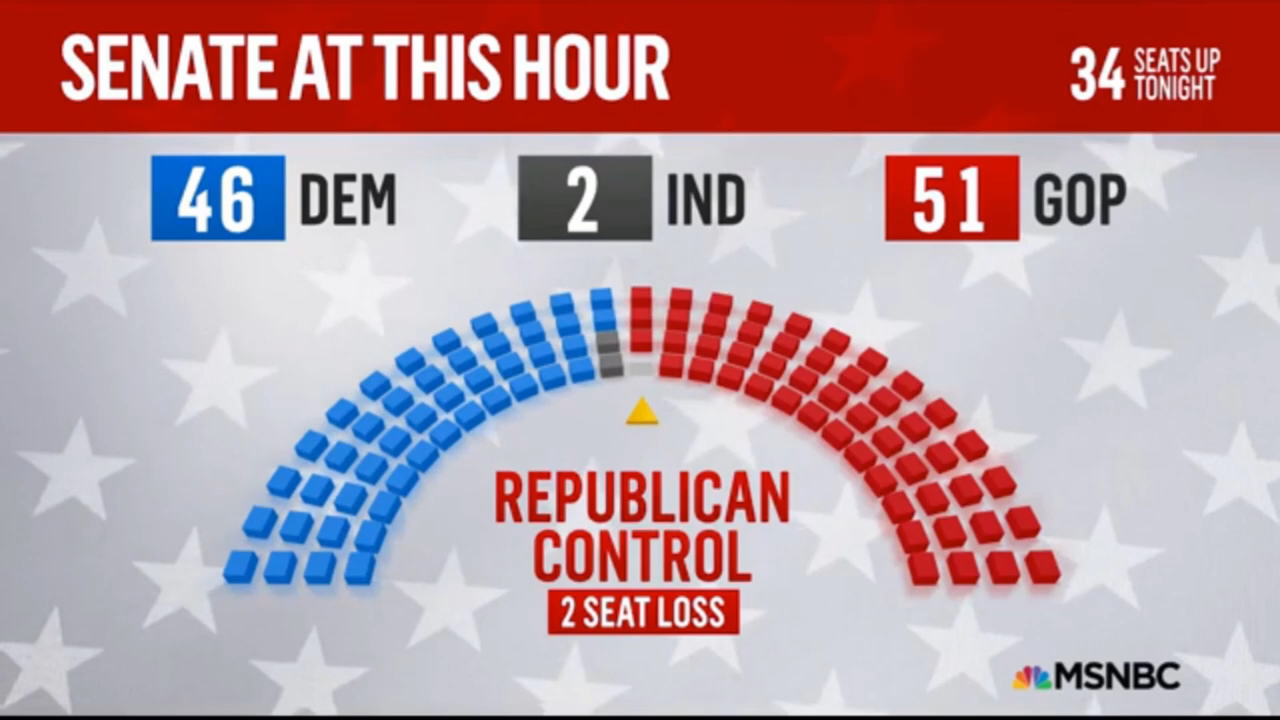 SENATE AT THIS HOUR
34 SEATS UP
TONIGHT
46 DEM
2 IND
51 GOP
REPUBLICAN
CONTROL
2 SEAT LOSS
MSNBC